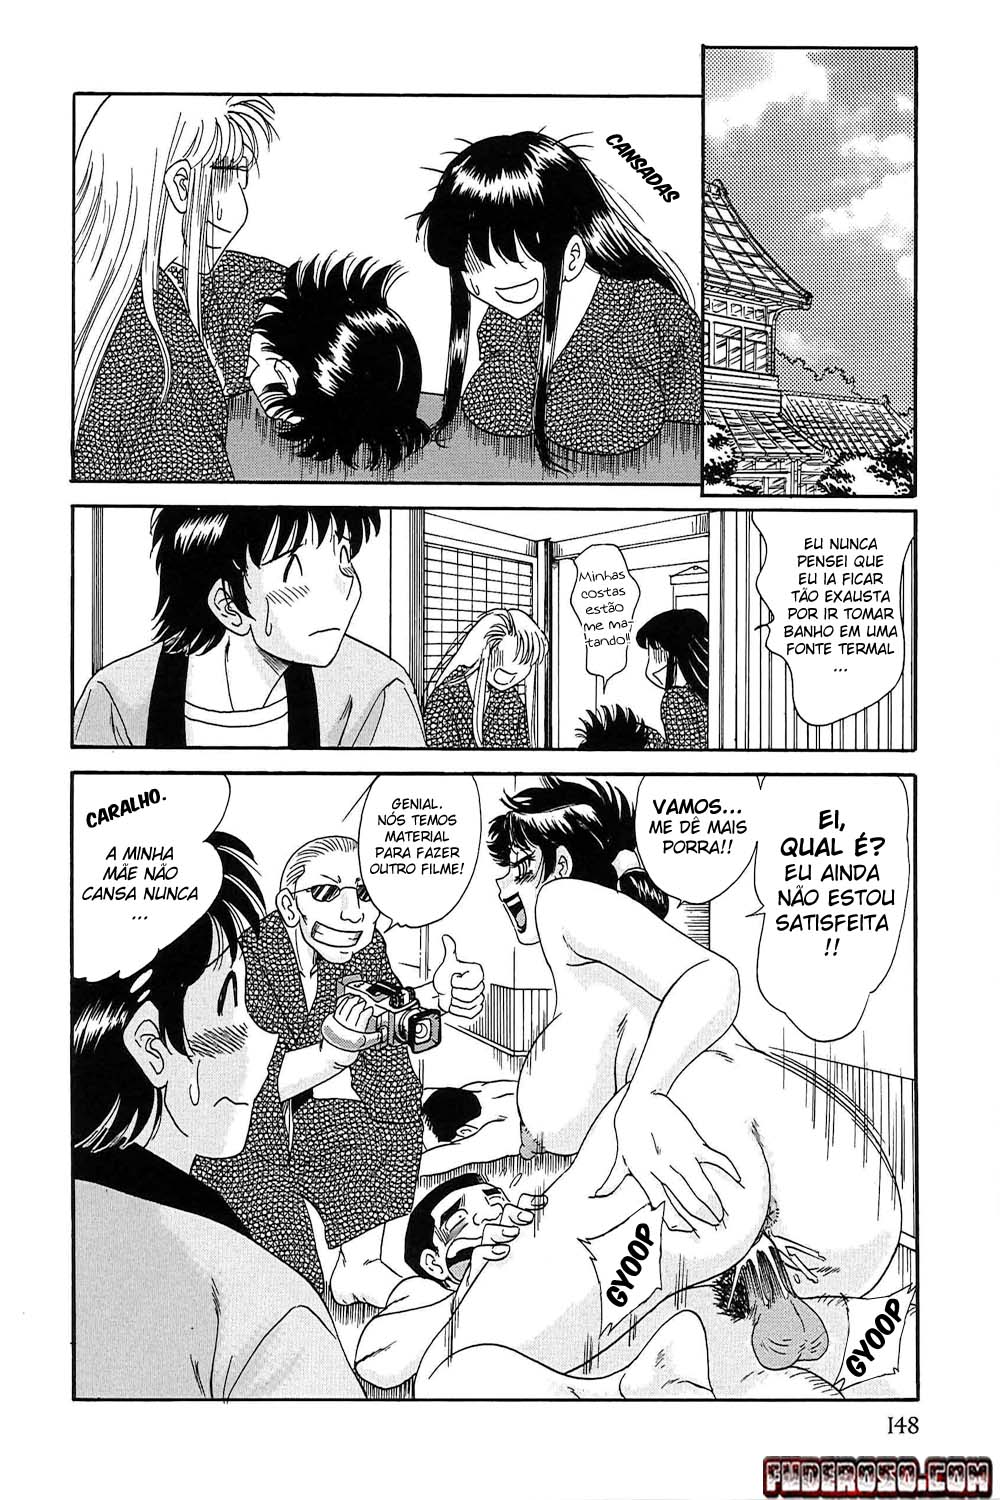 CANSADAS
EU NUNCA
PENSEI QUE
EU IA FICAR
TÃO EXAUSTA
POR IR TOMAR
BANHO EM UMA
FONTE TERMAL
...
Minhas
costas
estão
me ma-
tando!!
EI,
QUAL É?
EU AINDA
NÃO ESTOU
SATISFEITA
!!
VAMOS...
ME DÊ MAIS
PORRA!!
GENIAL.
NÓS TEMOS
MATERIAL
PARA FAZER
OUTRO FILME!
CARALHO.
A MINHA
MÃE NÃO
CANSA NUNCA
...
GYOOP
GYOOP
148
FUDEROSO.COM